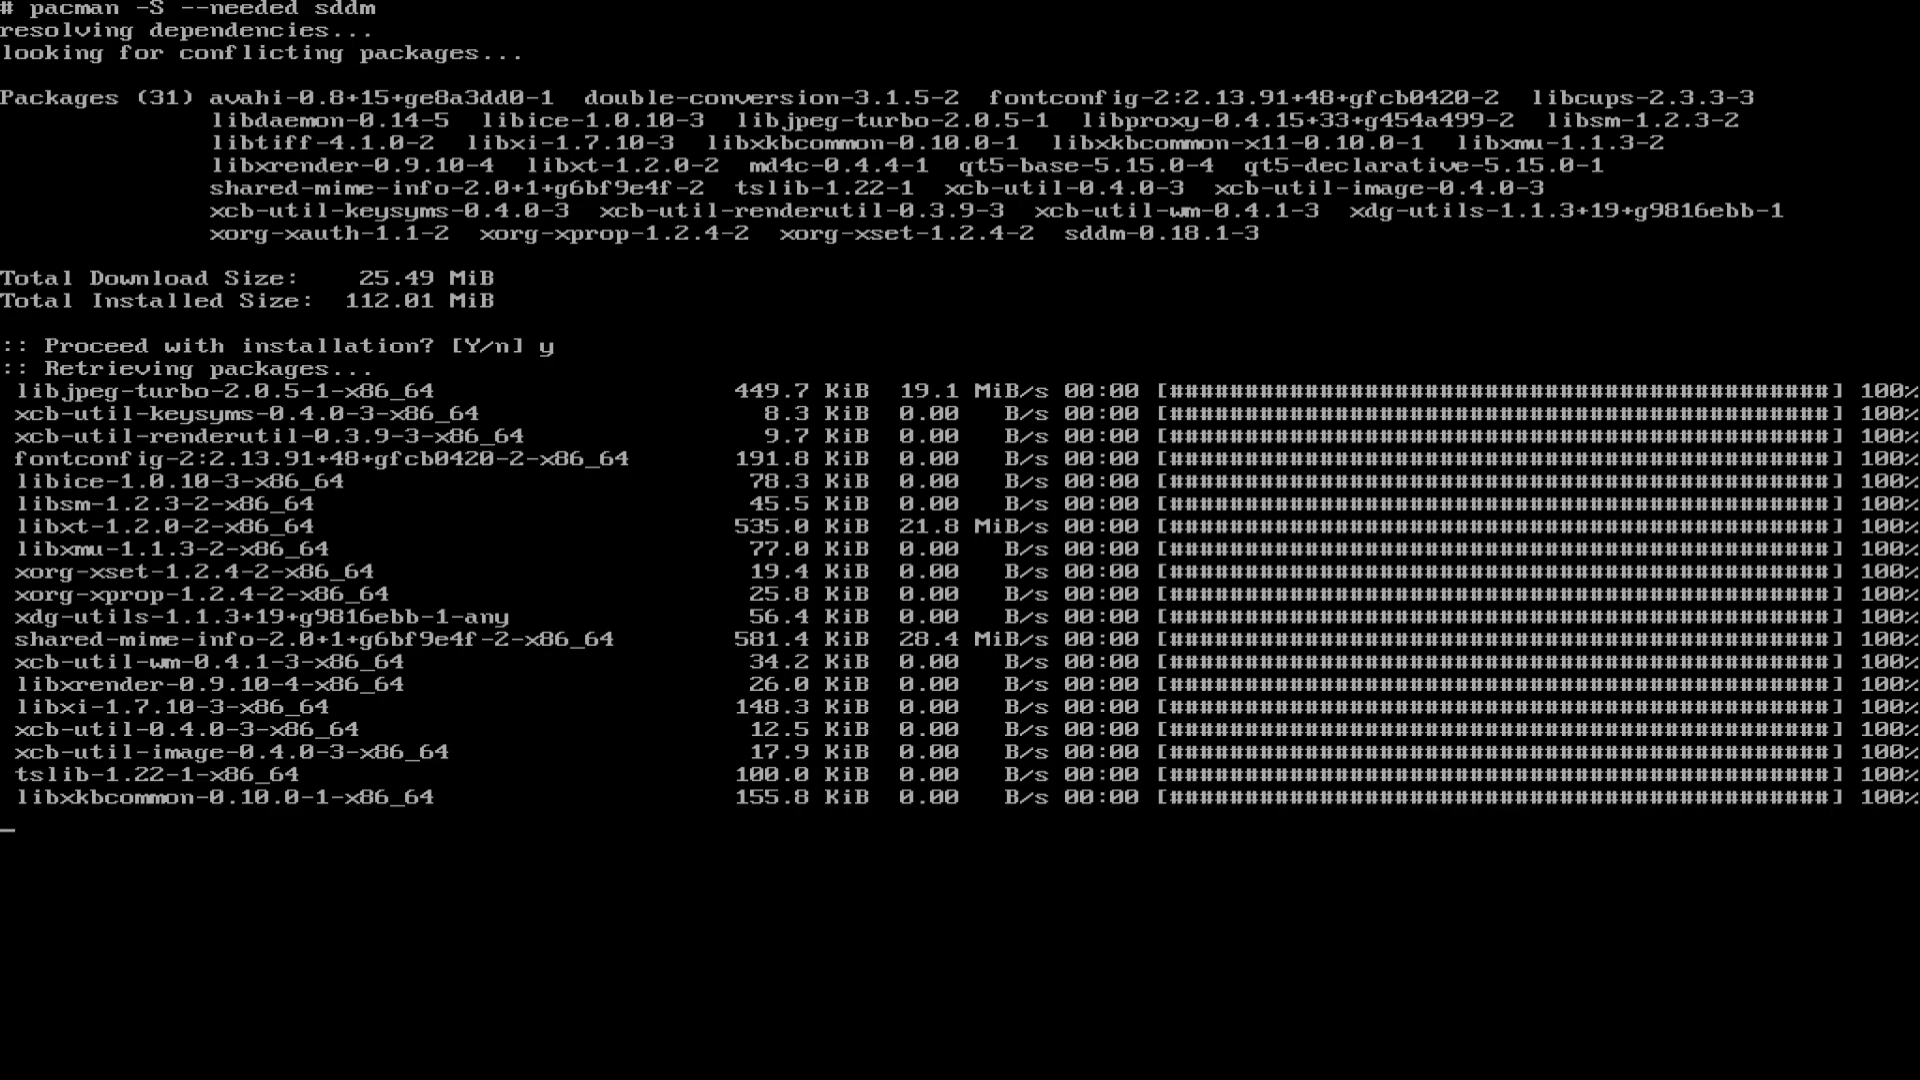 # pacman -S --needed sddm
resolving dependencies...
looking for conflicting packages...
Packages (31) avahi-0.8+15+ge8a3dd0-1  double-conversion-3.1.5-2  fontconfig-2:2.13.91+48+gfcb0420-2  libcups-2.3.3-3
libdaemon-0.14-5  libice-1.0.10-3  libjpeg-turbo-2.0.5-1  libproxy-0.4.15+33+g454a499-2  libsm-1.2.3-2
libtiff-4.1.0-2  libxi-1.7.10-3  libxkbcommon-0.10.0-1  libxkbcommon-x11-0.10.0-1  libxmu-1.1.3-2
libxrender-0.9.10-4  libxt-1.2.0-2  md4c-0.4.4-1  qt5-base-5.15.0-4  qt5-declarative-5.15.0-1
shared-mime-info-2.0+1+g6bf9e4f-2  tslib-1.22-1  xcb-util-0.4.0-3  xcb-util-image-0.4.0-3
xcb-util-keysyms-0.4.0-3  xcb-util-renderutil-0.3.9-3  xcb-util-wm-0.4.1-3  xdg-utils-1.1.3+19+g9816ebb-1
xorg-xauth-1.1-2  xorg-xprop-1.2.4-2  xorg-xset-1.2.4-2  sddm-0.18.1-3
Total Download Size:    25.49 MiB
Total Installed Size:  112.01 MiB
:: Proceed with installation? [Y/n] y
:: Retrieving packages...
libjpeg-turbo-2.0.5-1-x86_64 449.7 KiB 19.1 MiB/s 00:00 [############################################] 100%
xcb-util-keysyms-0.4.0-3-x86_64 8.3 KiB 0.00 B/s 00:00 [############################################] 100%
xcb-util-renderutil-0.3.9-3-x86_64 9.7 KiB 0.00 B/s 00:00 [############################################] 100%
fontconfig-2:2.13.91+48+gfcb0420-2-x86_64 191.8 KiB 0.00 B/s 00:00 [############################################] 100%
libice-1.0.10-3-x86_64 78.3 KiB 0.00 B/s 00:00 [############################################] 100%
libsm-1.2.3-2-x86_64 45.5 KiB 0.00 B/s 00:00 [############################################] 100%
libxt-1.2.0-2-x86_64 535.0 KiB 21.8 MiB/s 00:00 [############################################] 100%
libxmu-1.1.3-2-x86_64 77.0 KiB 0.00 B/s 00:00 [############################################] 100%
xorg-xset-1.2.4-2-x86_64 19.4 KiB 0.00 B/s 00:00 [############################################] 100%
xorg-xprop-1.2.4-2-x86_64 25.8 KiB 0.00 B/s 00:00 [############################################] 100%
xdg-utils-1.1.3+19+g9816ebb-1-any 56.4 KiB 0.00 B/s 00:00 [############################################] 100%
shared-mime-info-2.0+1+g6bf9e4f-2-x86_64 581.4 KiB 28.4 MiB/s 00:00 [############################################] 100%
xcb-util-wm-0.4.1-3-x86_64 34.2 KiB 0.00 B/s 00:00 [############################################] 100%
libxrender-0.9.10-4-x86_64 26.0 KiB 0.00 B/s 00:00 [############################################] 100%
libxi-1.7.10-3-x86_64 148.3 KiB 0.00 B/s 00:00 [############################################] 100%
xcb-util-0.4.0-3-x86_64 12.5 KiB 0.00 B/s 00:00 [############################################] 100%
xcb-util-image-0.4.0-3-x86_64 17.9 KiB 0.00 B/s 00:00 [############################################] 100%
tslib-1.22-1-x86_64 100.0 KiB 0.00 B/s 00:00 [############################################] 100%
libxkbcommon-0.10.0-1-x86_64 155.8 KiB 0.00 B/s 00:00 [############################################] 100%